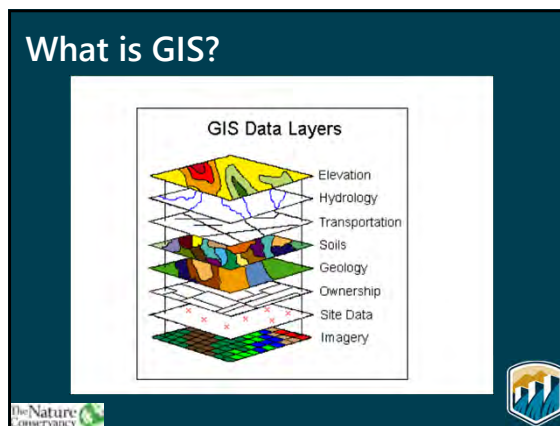 What is GIS?
GIS Data Layers
Elevation
Hydrology
Transportation
Soils
Geology
Ownership
Site Data
Imagery
The Nature
Conservancy